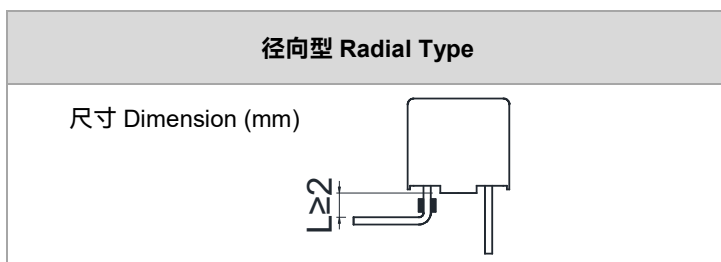 径向型 Radial Type
尺寸 Dimension (mm)
L≥2